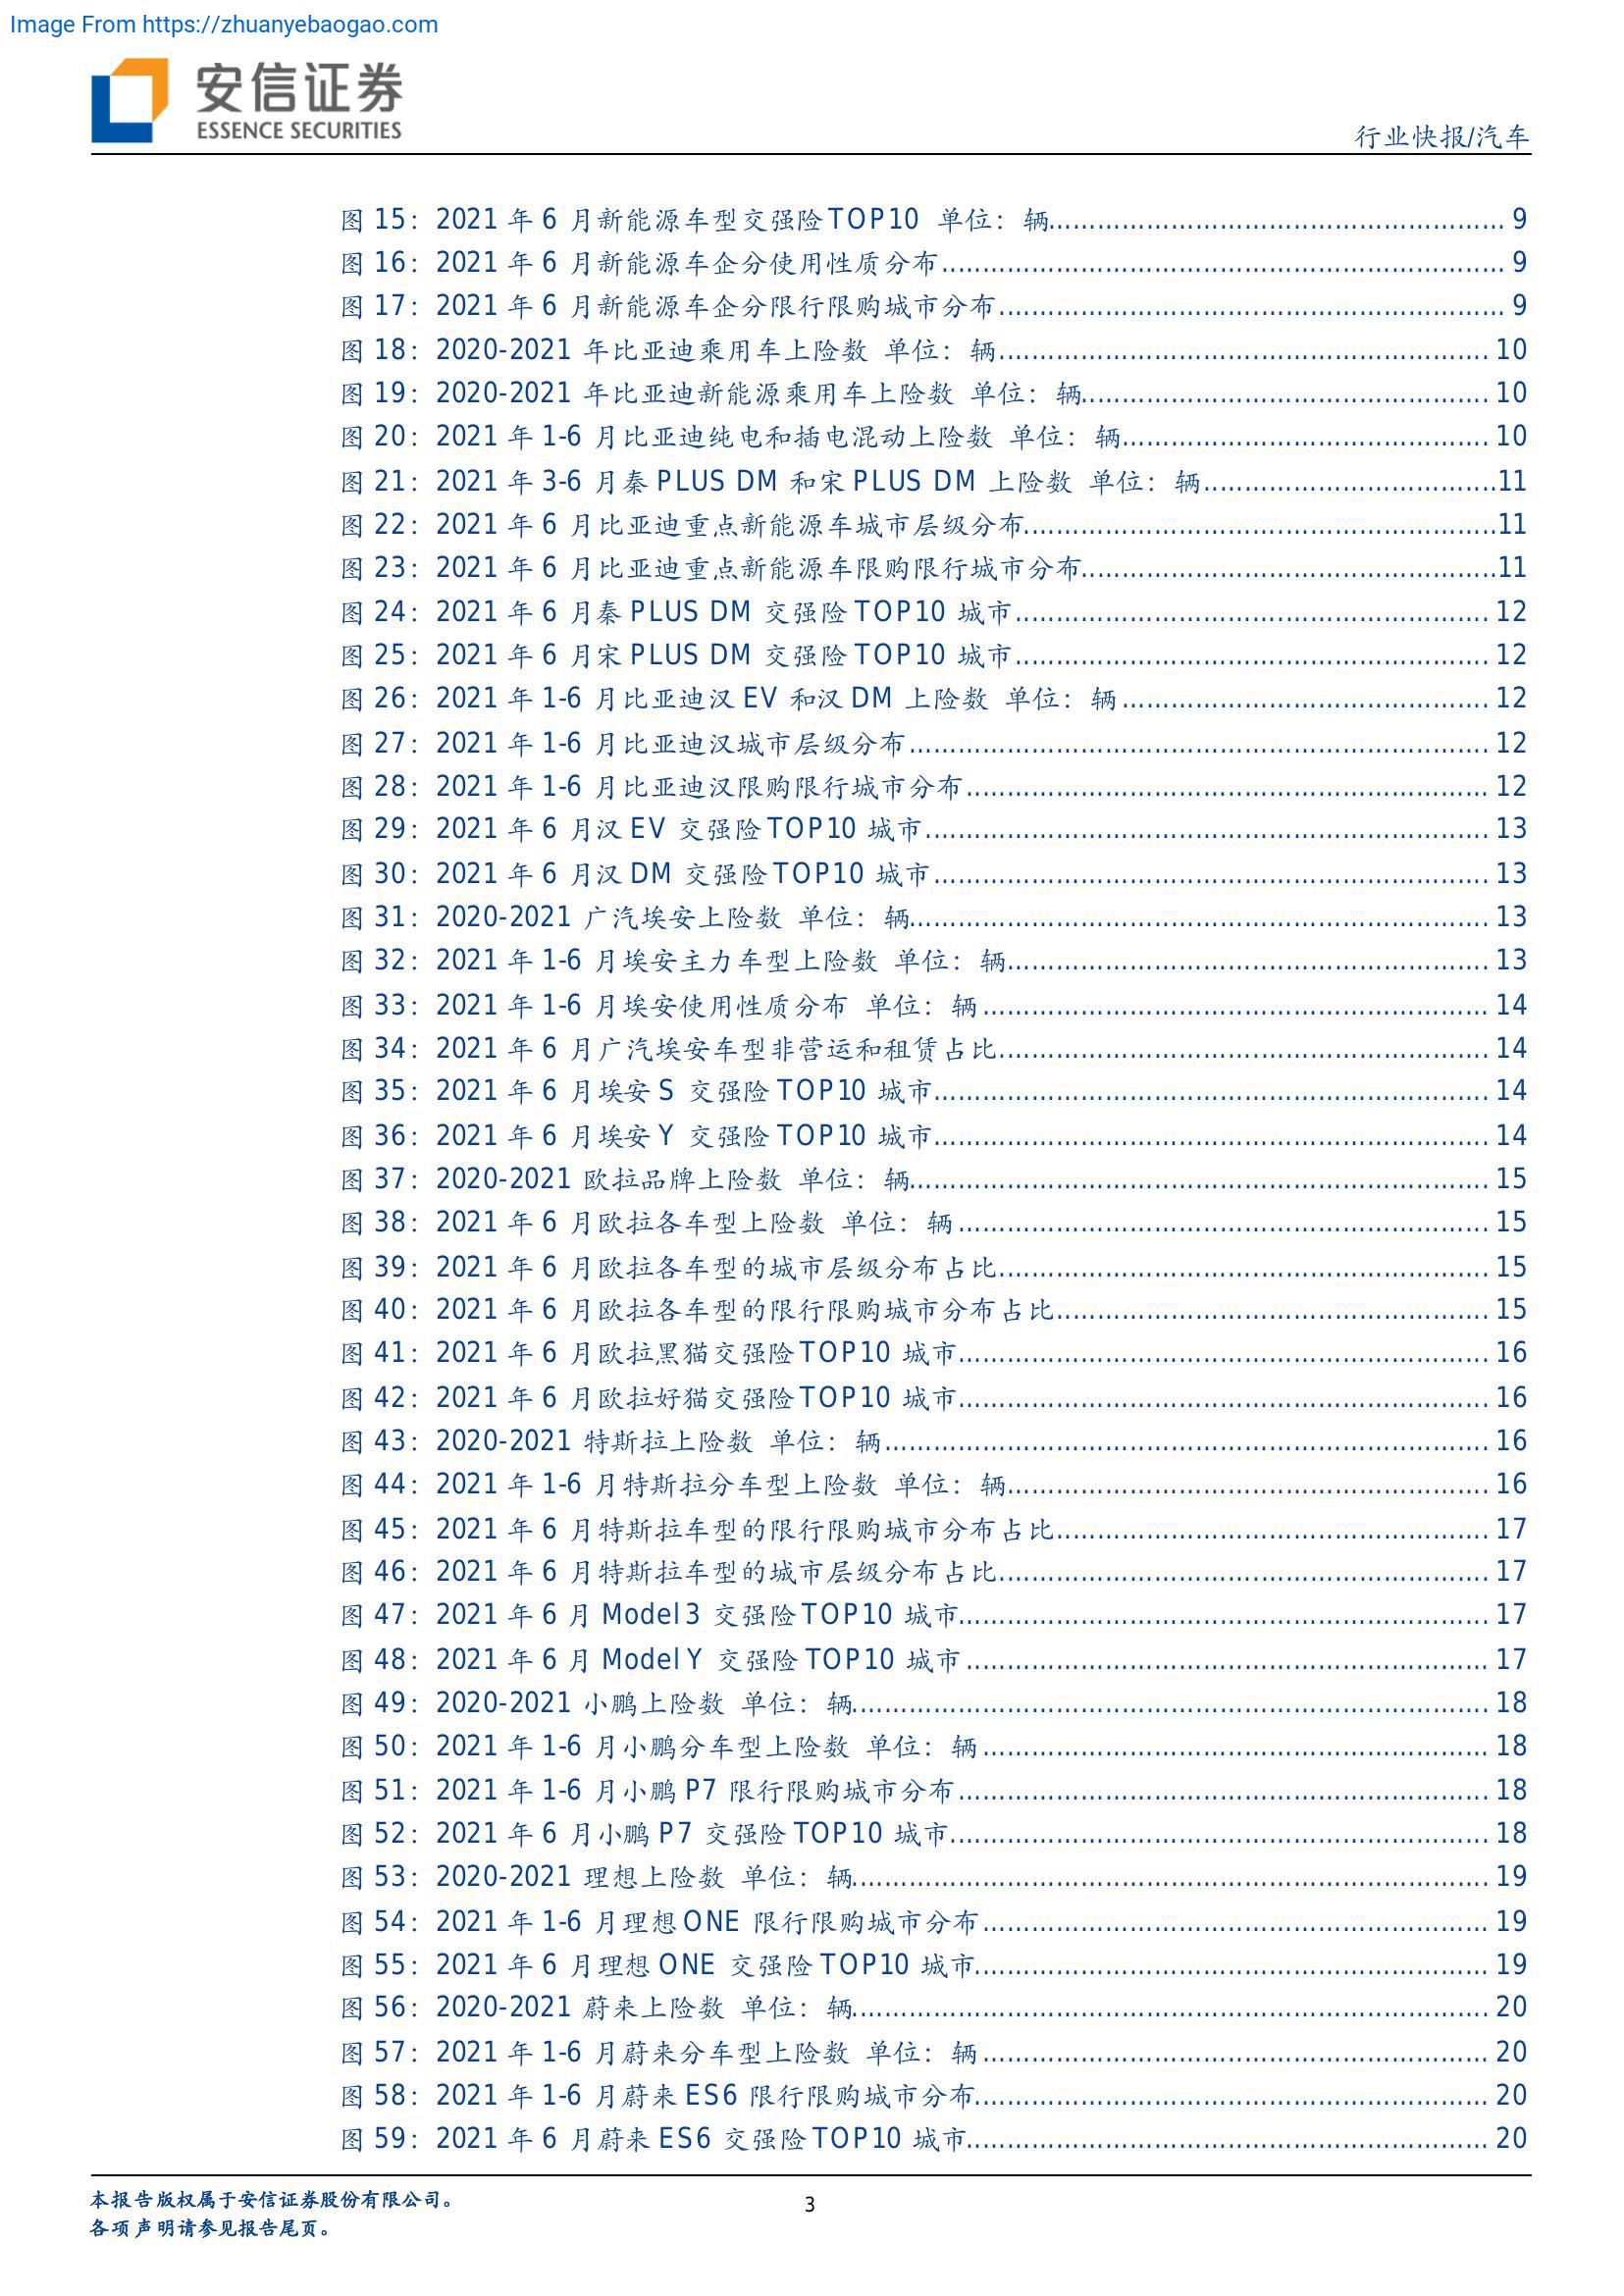 Image From https://zhuanyebaogao.com
安信证券
ESSENCE SECURITIES
行业快报/汽车
图 15：2021 年 6 月新能源车型交强险 TOP10 单位：辆 9
图 16：2021 年 6 月新能源车企分使用性质分布 9
图 17：2021 年 6 月新能源车企分限行限购城市分布 9
图 18：2020-2021 年比亚迪乘用车上险数 单位：辆 10
图 19：2020-2021 年比亚迪新能源乘用车上险数 单位：辆 10
图 20：2021 年 1-6 月比亚迪纯电和插电混动上险数 单位：辆 10
图 21：2021 年 3-6 月秦 PLUS DM 和宋 PLUS DM 上险数 单位：辆 11
图 22：2021 年 6 月比亚迪重点新能源车城市层级分布 11
图 23：2021 年 6 月比亚迪重点新能源车限购限行城市分布 11
图 24：2021 年 6 月秦 PLUS DM 交强险 TOP10 城市 12
图 25：2021 年 6 月宋 PLUS DM 交强险 TOP10 城市 12
图 26：2021 年 1-6 月比亚迪汉 EV 和汉 DM 上险数 单位：辆 12
图 27：2021 年 1-6 月比亚迪汉城市层级分布 12
图 28：2021 年 1-6 月比亚迪汉限购限行城市分布 12
图 29：2021 年 6 月汉 EV 交强险 TOP10 城市 13
图 30：2021 年 6 月汉 DM 交强险 TOP10 城市 13
图 31：2020-2021 广汽埃安上险数 单位：辆 13
图 32：2021 年 1-6 月埃安主力车型上险数 单位：辆 13
图 33：2021 年 1-6 月埃安使用性质分布 单位：辆 14
图 34：2021 年 6 月广汽埃安车型非营运和租赁占比 14
图 35：2021 年 6 月埃安 S 交强险 TOP10 城市 14
图 36：2021 年 6 月埃安 Y 交强险 TOP10 城市 14
图 37：2020-2021 欧拉品牌上险数 单位：辆 15
图 38：2021 年 6 月欧拉各车型上险数 单位：辆 15
图 39：2021 年 6 月欧拉各车型的城市层级分布占比 15
图 40：2021 年 6 月欧拉各车型的限行限购城市分布占比 15
图 41：2021 年 6 月欧拉黑猫交强险 TOP10 城市 16
图 42：2021 年 6 月欧拉好猫交强险 TOP10 城市 16
图 43：2020-2021 特斯拉上险数 单位：辆 16
图 44：2021 年 1-6 月特斯拉分车型上险数 单位：辆 16
图 45：2021 年 6 月特斯拉车型的限行限购城市分布占比 17
图 46：2021 年 6 月特斯拉车型的城市层级分布占比 17
图 47：2021 年 6 月 Model 3 交强险 TOP10 城市 17
图 48：2021 年 6 月 Model Y 交强险 TOP10 城市 17
图 49：2020-2021 小鹏上险数 单位：辆 18
图 50：2021 年 1-6 月小鹏分车型上险数 单位：辆 18
图 51：2021 年 1-6 月小鹏 P7 限行限购城市分布 18
图 52：2021 年 6 月小鹏 P7 交强险 TOP10 城市 18
图 53：2020-2021 理想上险数 单位：辆 19
图 54：2021 年 1-6 月理想 ONE 限行限购城市分布 19
图 55：2021 年 6 月理想 ONE 交强险 TOP10 城市 19
图 56：2020-2021 蔚来上险数 单位：辆 20
图 57：2021 年 1-6 月蔚来分车型上险数 单位：辆 20
图 58：2021 年 1-6 月蔚来 ES6 限行限购城市分布 20
图 59：2021 年 6 月蔚来 ES6 交强险 TOP10 城市 20
本报告版权属于安信证券股份有限公司。
各项声明请参见报告尾页。
3